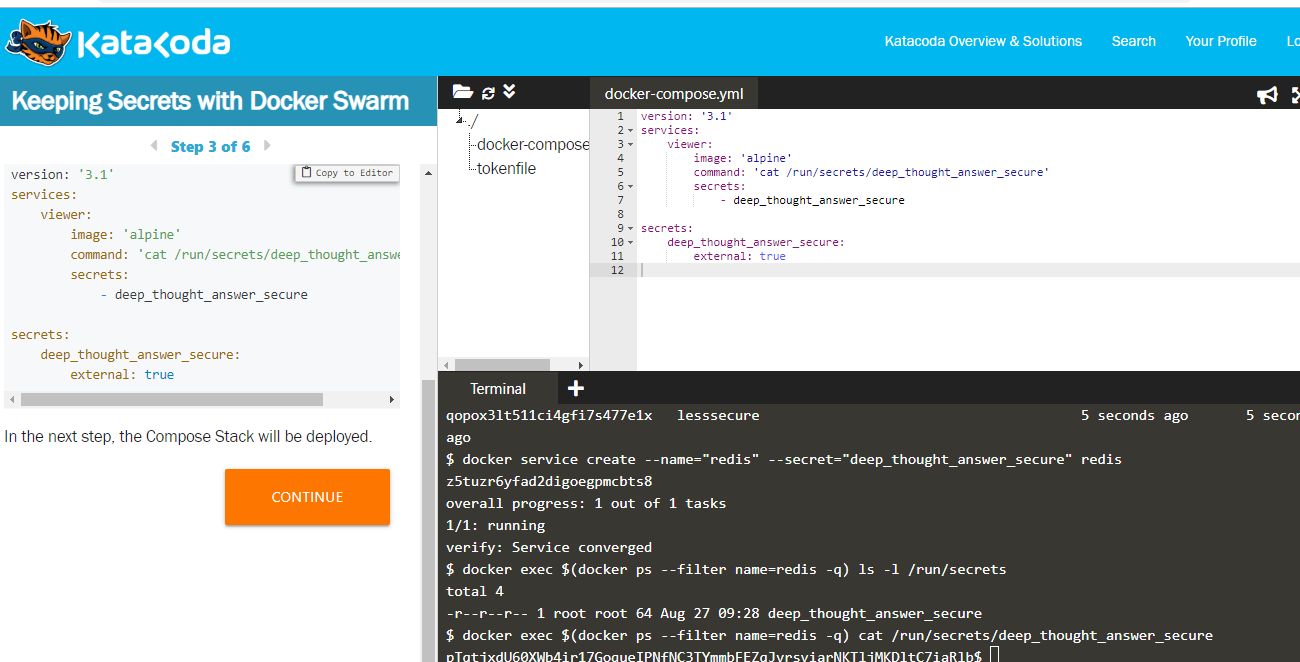 Katacoda
Katacoda Overview & Solutions
Search
Your Profile
Lo
Keeping Secrets with Docker Swarm
Step 3 of 6
Copy to Editor
version: '3.1'
services:
viewer:
image: 'alpine'
command: 'cat /run/secrets/deep_thought_answe
secrets:
- deep_thought_answer_secure
secrets:
deep_thought_answer_secure:
external: true
In the next step, the Compose Stack will be deployed.
CONTINUE
./
docker-compose
tokenfile
docker-compose.yml
1 version: '3.1'
2 services:
3 viewer:
4 image: 'alpine'
5 command: 'cat /run/secrets/deep_thought_answer_secure'
6 secrets:
7 - deep_thought_answer_secure
8
9 secrets:
10 deep_thought_answer_secure:
11 external: true
12
Terminal
qopox3lt511ci4gfi7s477e1x lesssecure 5 seconds ago 5 secon
ago
$ docker service create --name="redis" --secret="deep_thought_answer_secure" redis
z5tuzr6yfad2digoegpmcbts8
overall progress: 1 out of 1 tasks
1/1: running
verify: Service converged
$ docker exec $(docker ps --filter name=redis -q) ls -l /run/secrets
total 4
-r--r--r-- 1 root root 64 Aug 27 09:28 deep_thought_answer_secure
$ docker exec $(docker ps --filter name=redis -q) cat /run/secrets/deep_thought_answer_secure